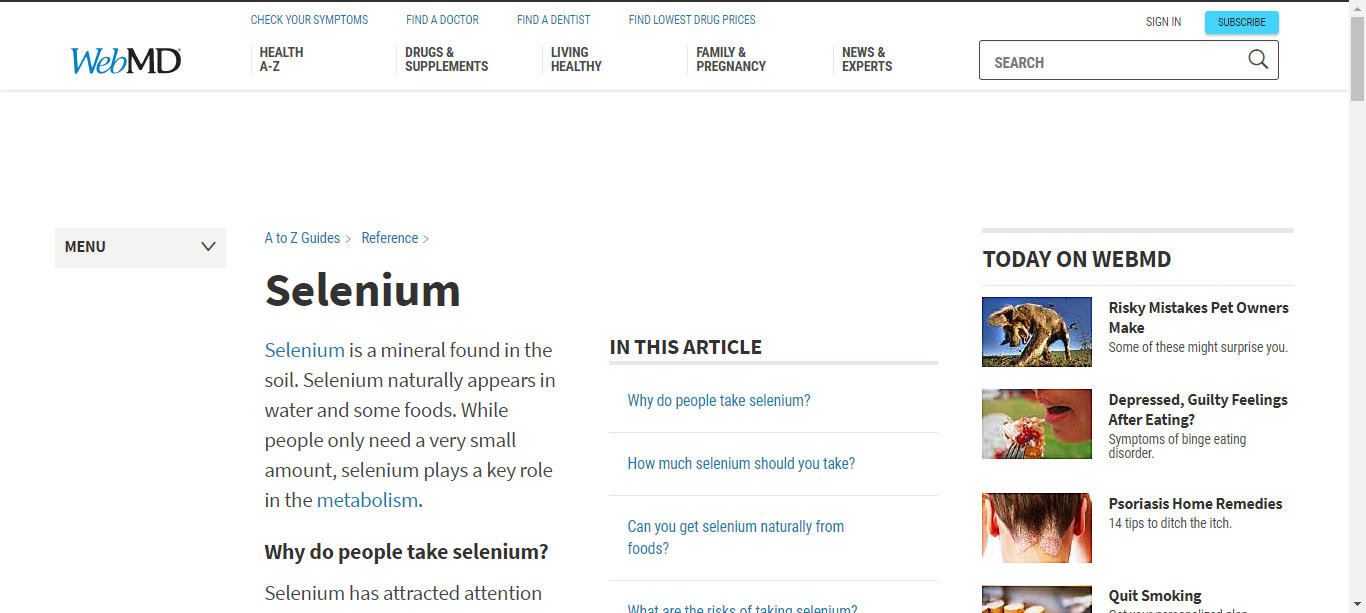 CHECK YOUR SYMPTOMS
FIND A DOCTOR
FIND A DENTIST
FIND LOWEST DRUG PRICES
SIGN IN
SUBSCRIBE
WebMD
HEALTH
A-Z
DRUGS &
SUPPLEMENTS
LIVING
HEALTHY
FAMILY &
PREGNANCY
NEWS &
EXPERTS
SEARCH
MENU
A to Z Guides >
Reference >
Selenium
Selenium is a mineral found in the
soil. Selenium naturally appears in
water and some foods. While
people only need a very small
amount, selenium plays a key role
in the metabolism.
Why do people take selenium?
Selenium has attracted attention
IN THIS ARTICLE
Why do people take selenium?
How much selenium should you take?
Can you get selenium naturally from
foods?
What are the risks of taking selenium?
TODAY ON WEBMD
Risky Mistakes Pet Owners
Make
Some of these might surprise you.
Depressed, Guilty Feelings
After Eating?
Symptoms of binge eating
disorder.
Psoriasis Home Remedies
14 tips to ditch the itch.
Quit Smoking
Get your personalized plan.